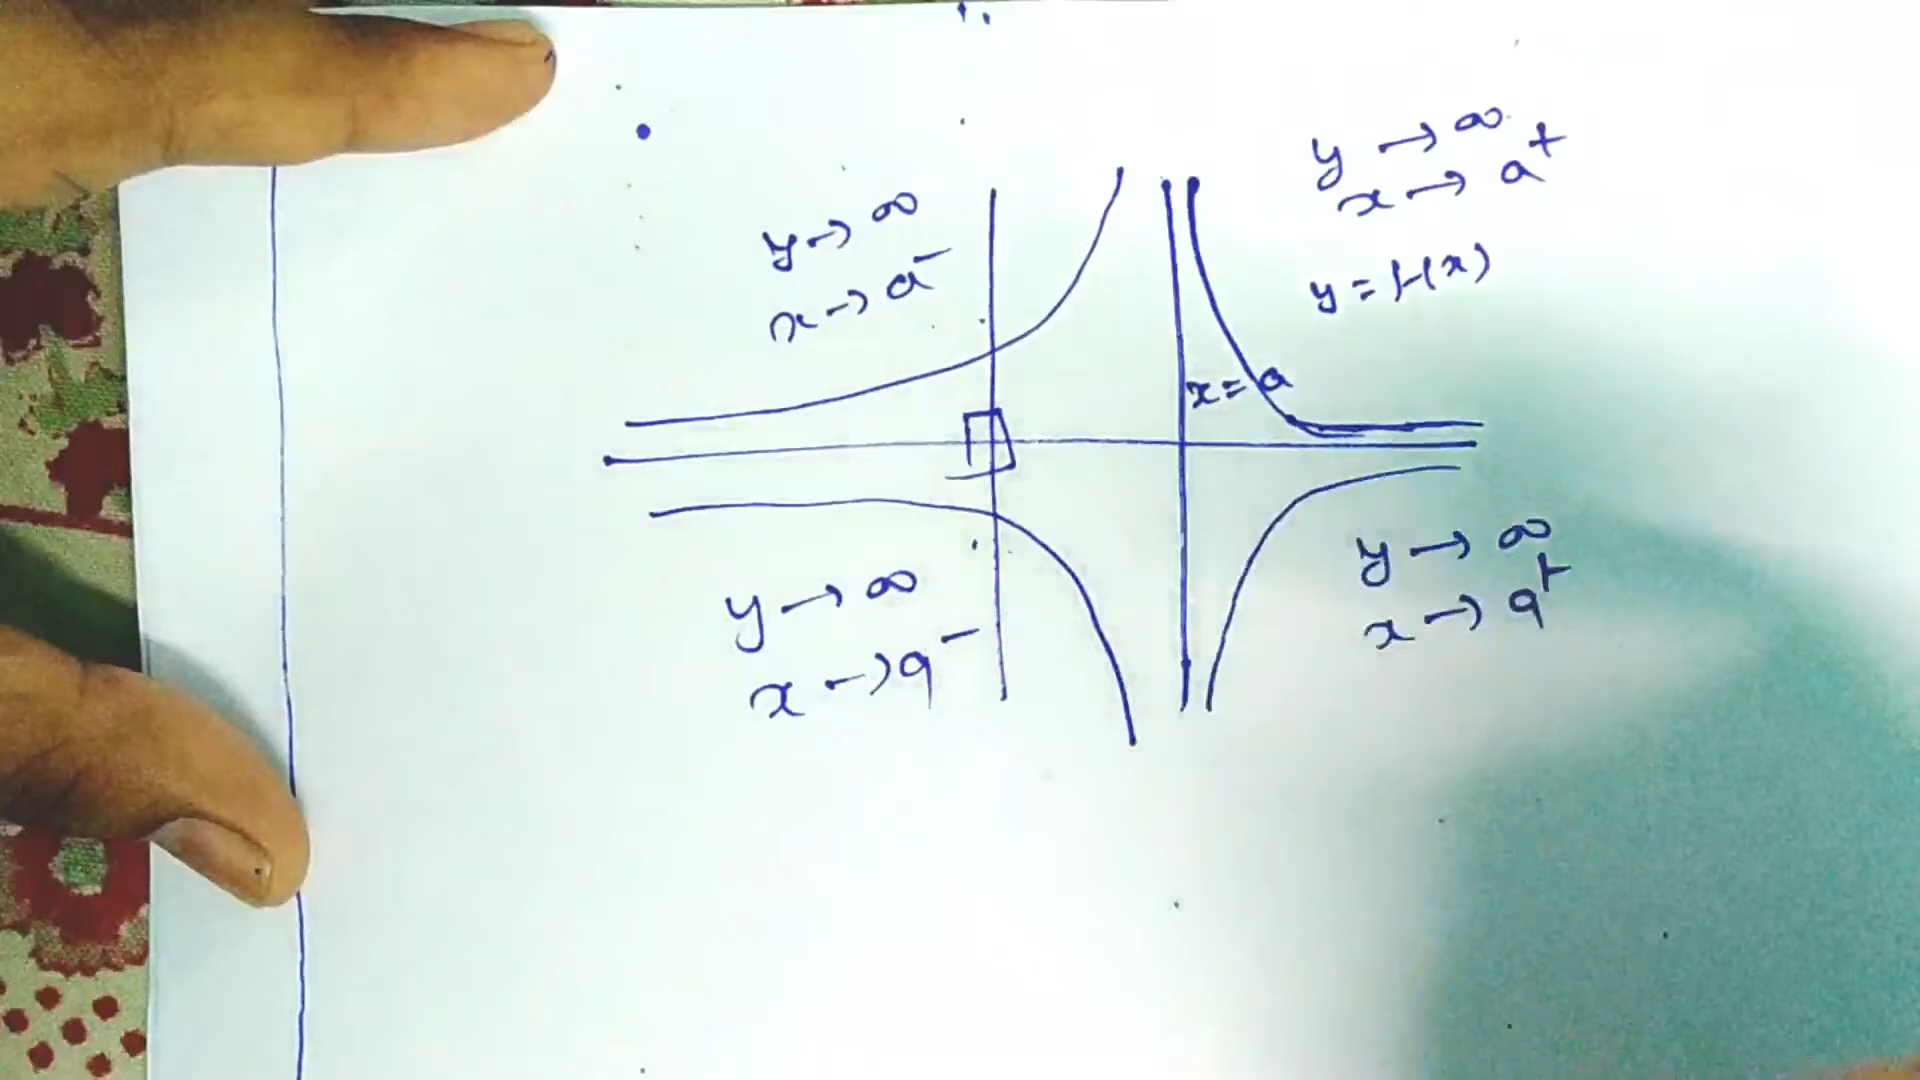 y → ∞
x → a⁺
y = f(x)
y → ∞
x → a⁻
x = a
y → ∞
x → a⁻
y → ∞
x → a⁺